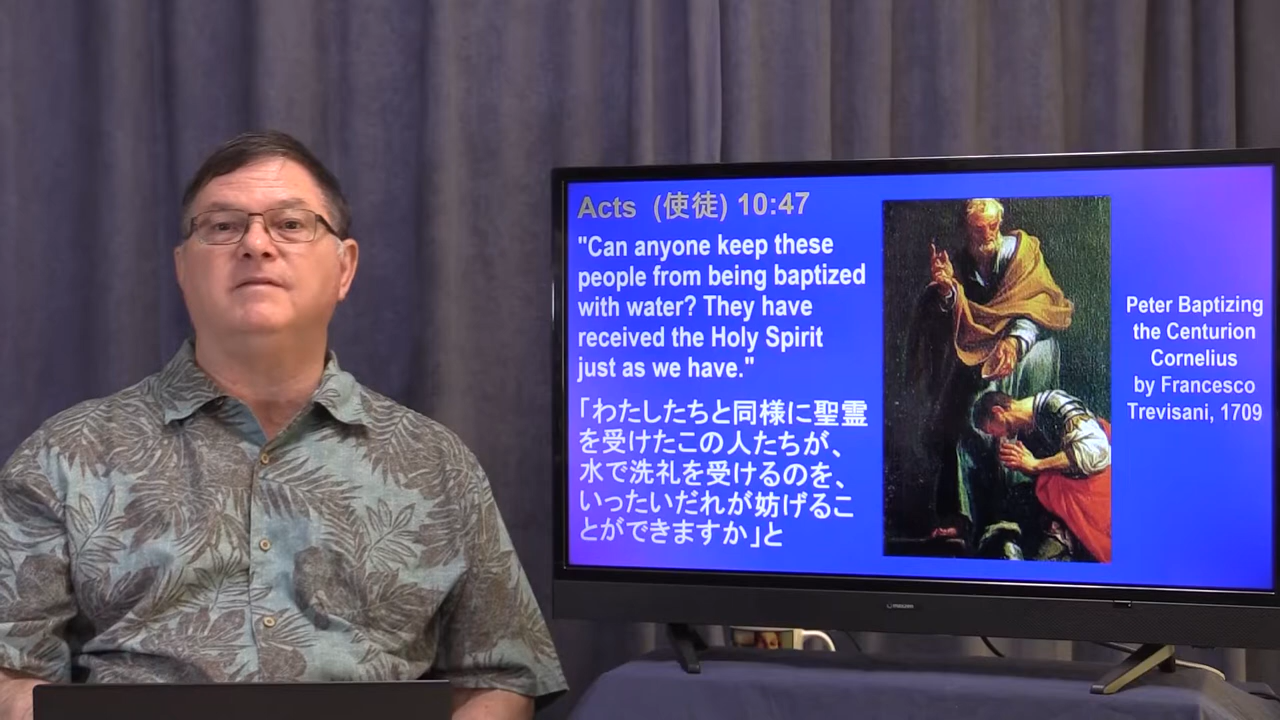 Acts (使徒) 10:47
"Can anyone keep these
people from being baptized
with water? They have
received the Holy Spirit
just as we have."
「わたしたちと同様に聖霊
を受けたこの人たちが、
水で洗礼を受けるのを、
いったいだれが妨げるこ
とができますか」と
Peter Baptizing
the Centurion
Cornelius
by Francesco
Trevisani, 1709